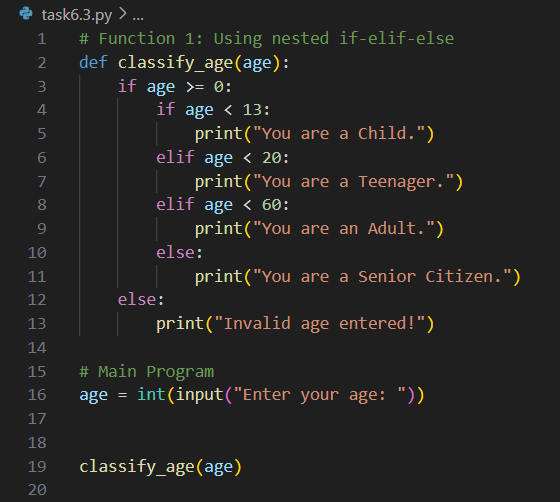 task6.3.py > ...
1 # Function 1: Using nested if-elif-else
2 def classify_age(age):
3     if age >= 0:
4         if age < 13:
5             print("You are a Child.")
6         elif age < 20:
7             print("You are a Teenager.")
8         elif age < 60:
9             print("You are an Adult.")
10         else:
11             print("You are a Senior Citizen.")
12     else:
13         print("Invalid age entered!")
14
15 # Main Program
16 age = int(input("Enter your age: "))
17
18
19 classify_age(age)
20